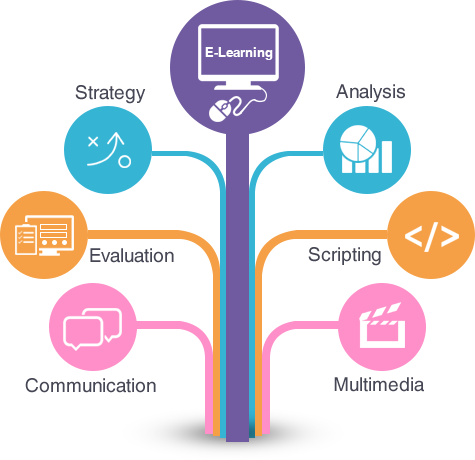 E-Learning
Strategy
Analysis
Evaluation
Scripting
</>
Communication
Multimedia